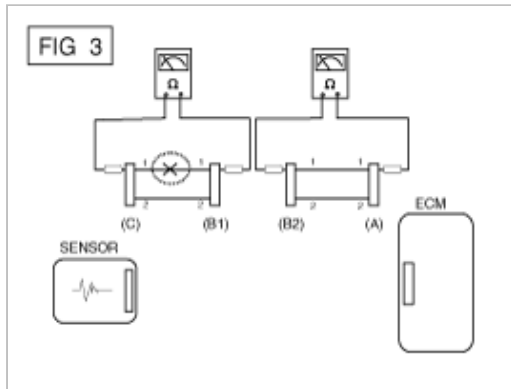 FIG 3
Ω Ω
1 1 1 1
2 2 2 2
(C) (B1) (B2) (A)
ECM
SENSOR